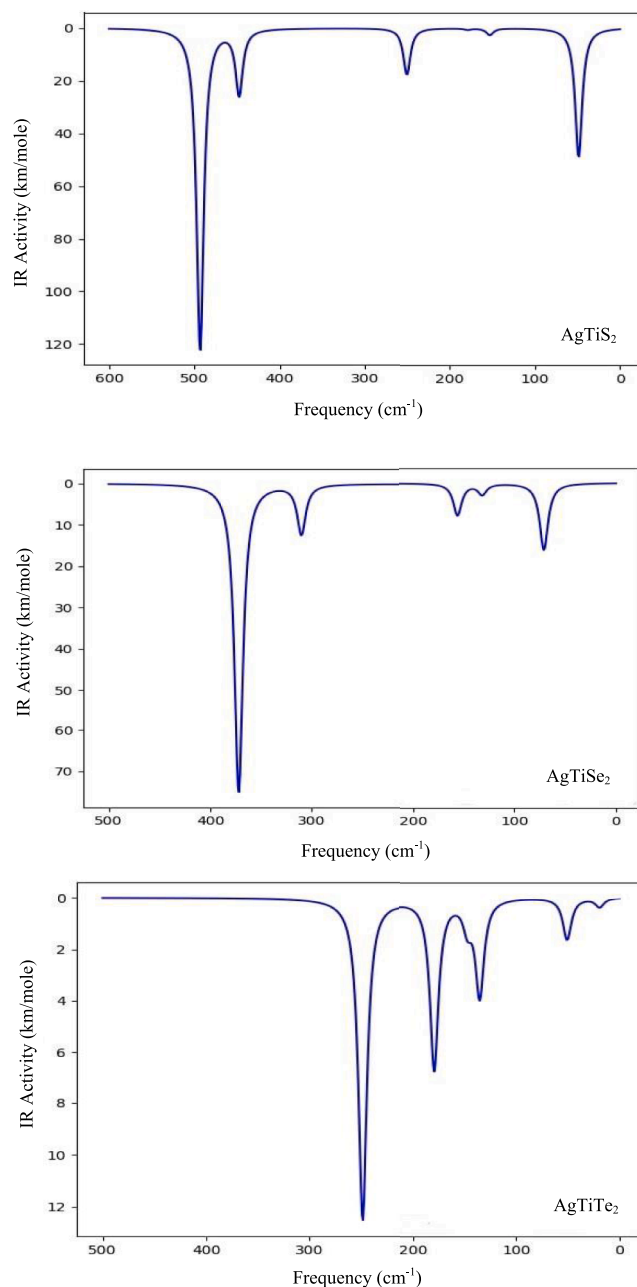 0
20
40
60
80
100
120
IR Activity (km/mole)
AgTiS₂
600 500 400 300 200 100 0
Frequency (cm⁻¹)
0
10
20
30
40
50
60
70
IR Activity (km/mole)
AgTiSe₂
500 400 300 200 100 0
Frequency (cm⁻¹)
0
2
4
6
8
10
12
IR Activity (km/mole)
AgTiTe₂
500 400 300 200 100 0
Frequency (cm⁻¹)